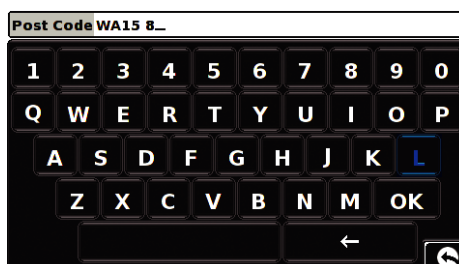 Post Code WA15 8_
1 2 3 4 5 6 7 8 9 0
Q W E R T Y U I O P
A S D F G H J K L
Z X C V B N M OK
←